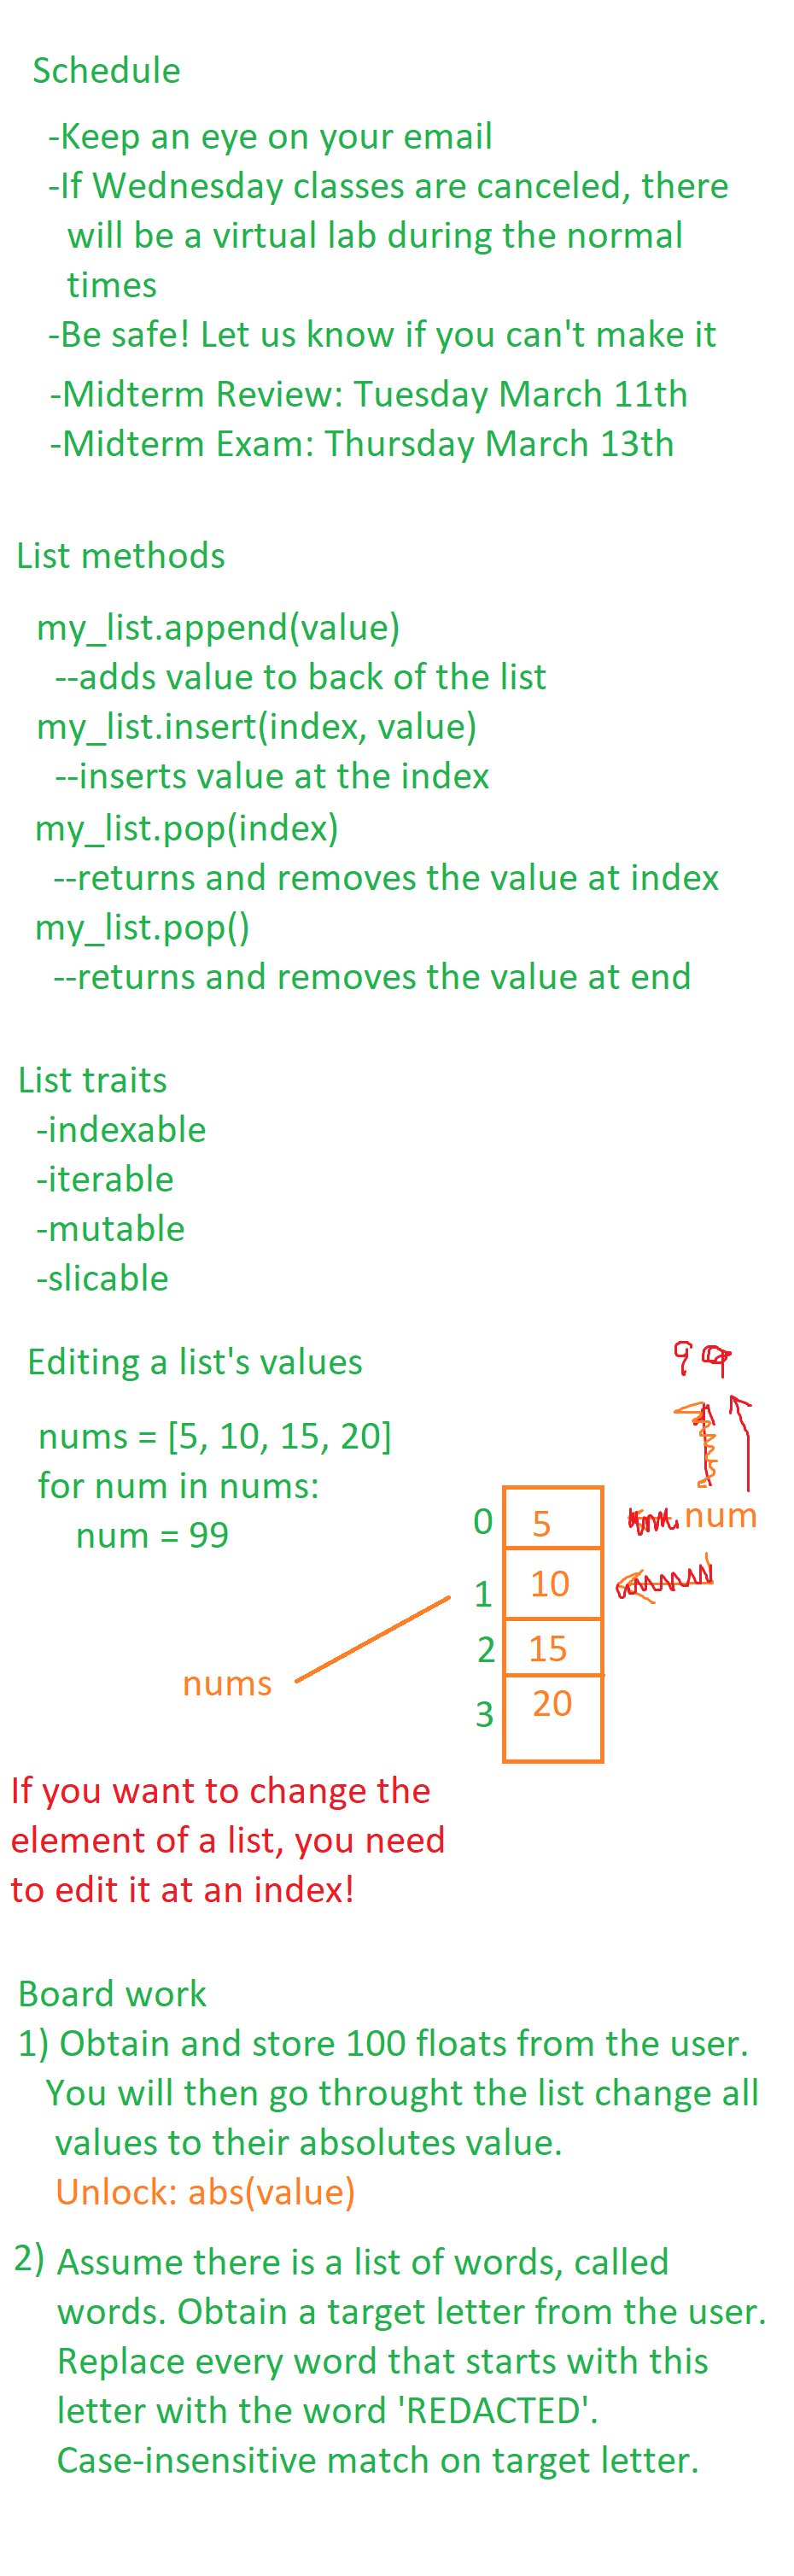 Schedule
-Keep an eye on your email
-If Wednesday classes are canceled, there
will be a virtual lab during the normal
times
-Be safe! Let us know if you can't make it
-Midterm Review: Tuesday March 11th
-Midterm Exam: Thursday March 13th
List methods
my_list.append(value)
--adds value to back of the list
my_list.insert(index, value)
--inserts value at the index
my_list.pop(index)
--returns and removes the value at index
my_list.pop()
--returns and removes the value at end
List traits
-indexable
-iterable
-mutable
-slicable
Editing a list's values
99
nums = [5, 10, 15, 20]
for num in nums:
num = 99
0 5 num
1 10
2 15
nums
3 20
If you want to change the
element of a list, you need
to edit it at an index!
Board work
1) Obtain and store 100 floats from the user.
You will then go throught the list change all
values to their absolutes value.
Unlock: abs(value)
2) Assume there is a list of words, called
words. Obtain a target letter from the user.
Replace every word that starts with this
letter with the word 'REDACTED'.
Case-insensitive match on target letter.